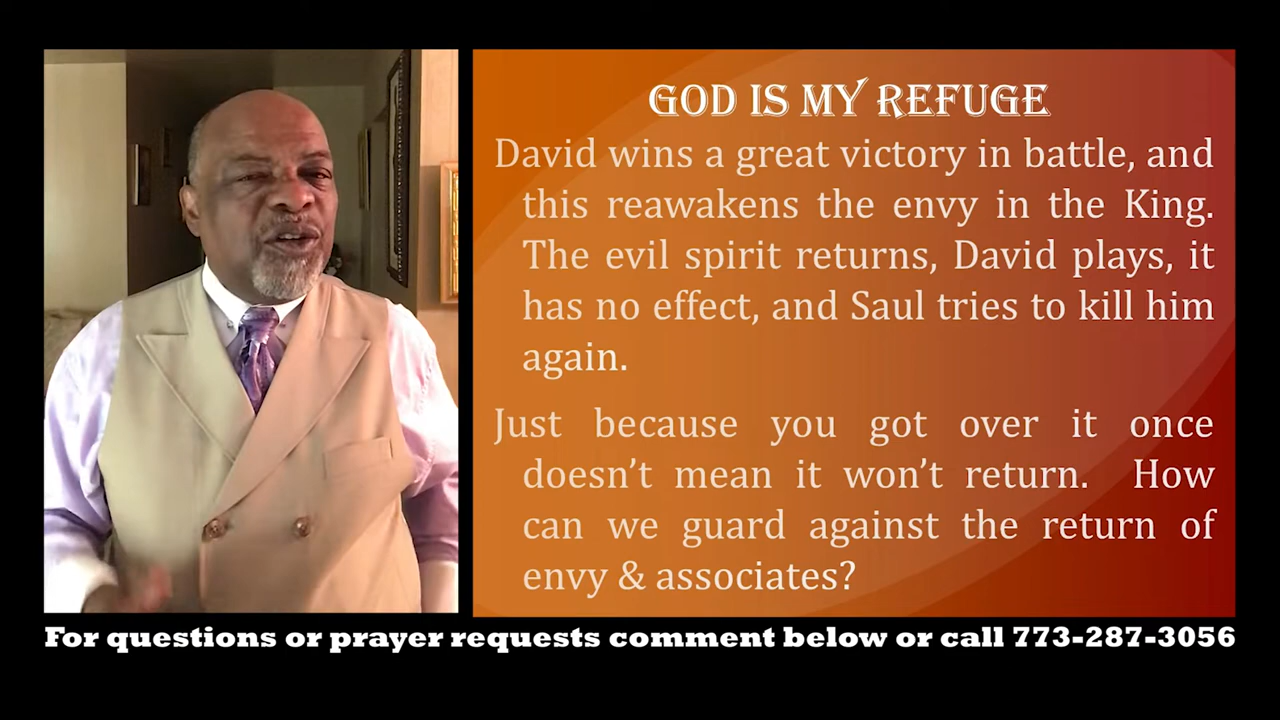 GOD IS MY REFUGE
David wins a great victory in battle, and
this reawakens the envy in the King.
The evil spirit returns, David plays, it
has no effect, and Saul tries to kill him
again.
Just because you got over it once
doesn’t mean it won’t return. How
can we guard against the return of
envy & associates?
For questions or prayer requests comment below or call 773-287-3056